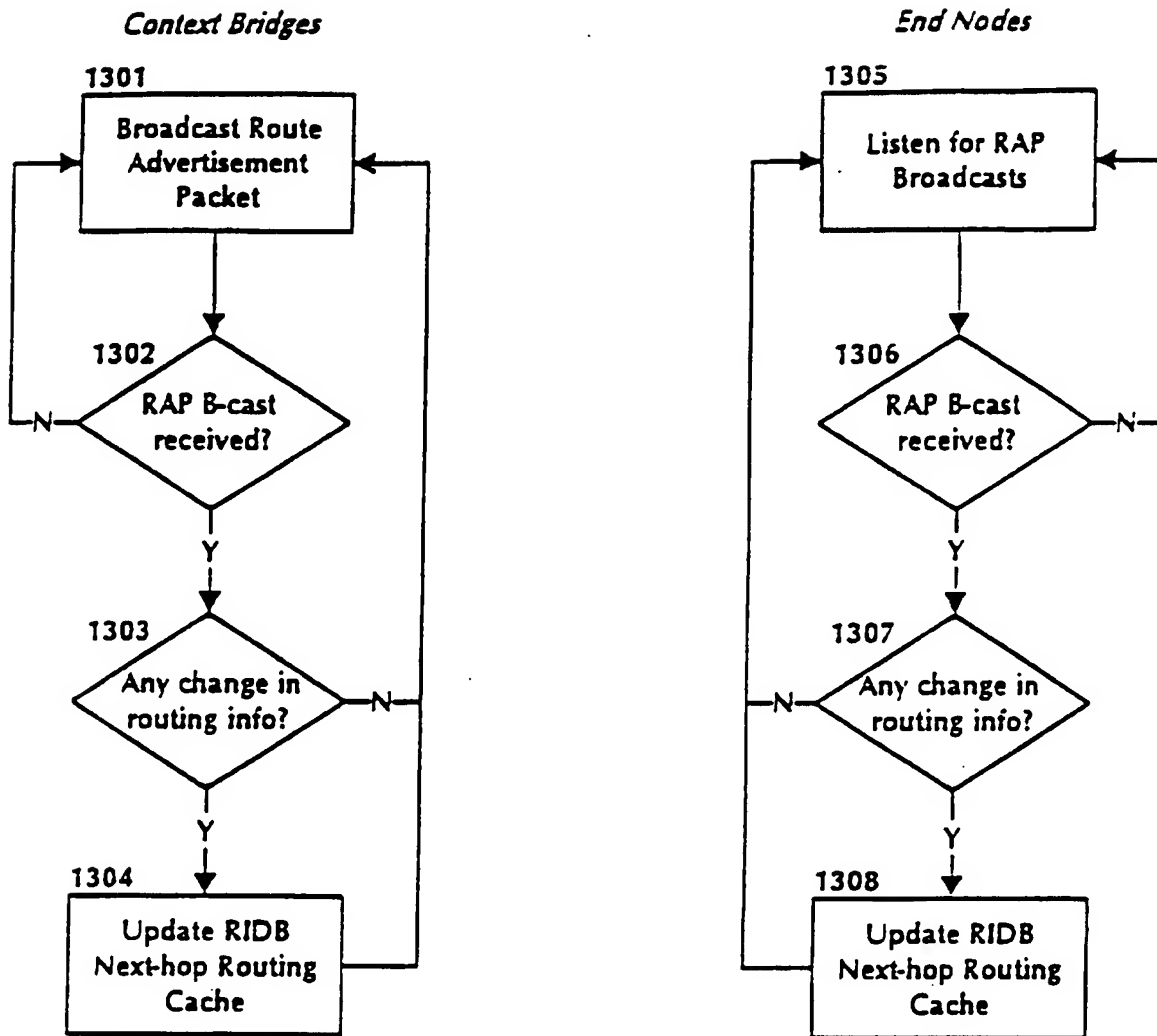 Context Bridges
1301
Broadcast Route
Advertisement
Packet
1302
RAP B-cast
received?
N
Y
1303
Any change in
routing info?
N
Y
1304
Update RIDB
Next-hop Routing
Cache
End Nodes
1305
Listen for RAP
Broadcasts
1306
RAP B-cast
received?
N
Y
1307
Any change in
routing info?
N
Y
1308
Update RIDB
Next-hop Routing
Cache